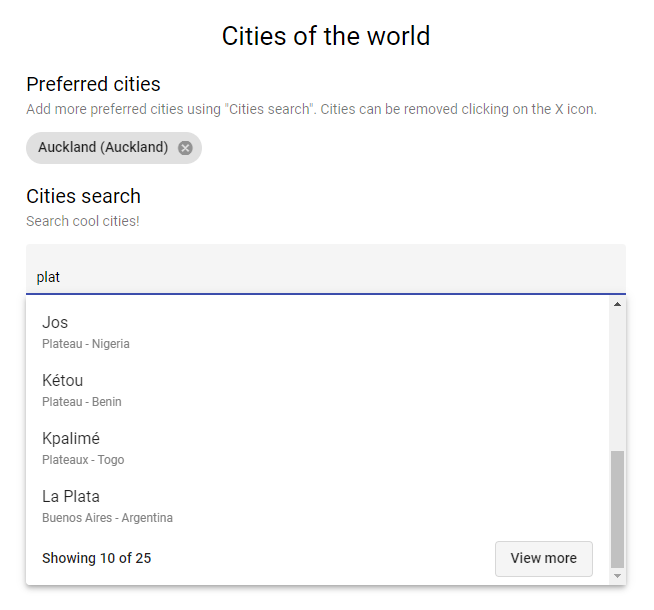 Cities of the world
Preferred cities
Add more preferred cities using "Cities search". Cities can be removed clicking on the X icon.
Auckland (Auckland)
Cities search
Search cool cities!
plat
Jos
Plateau - Nigeria
Kétou
Plateau - Benin
Kpalimé
Plateaux - Togo
La Plata
Buenos Aires - Argentina
Showing 10 of 25 View more